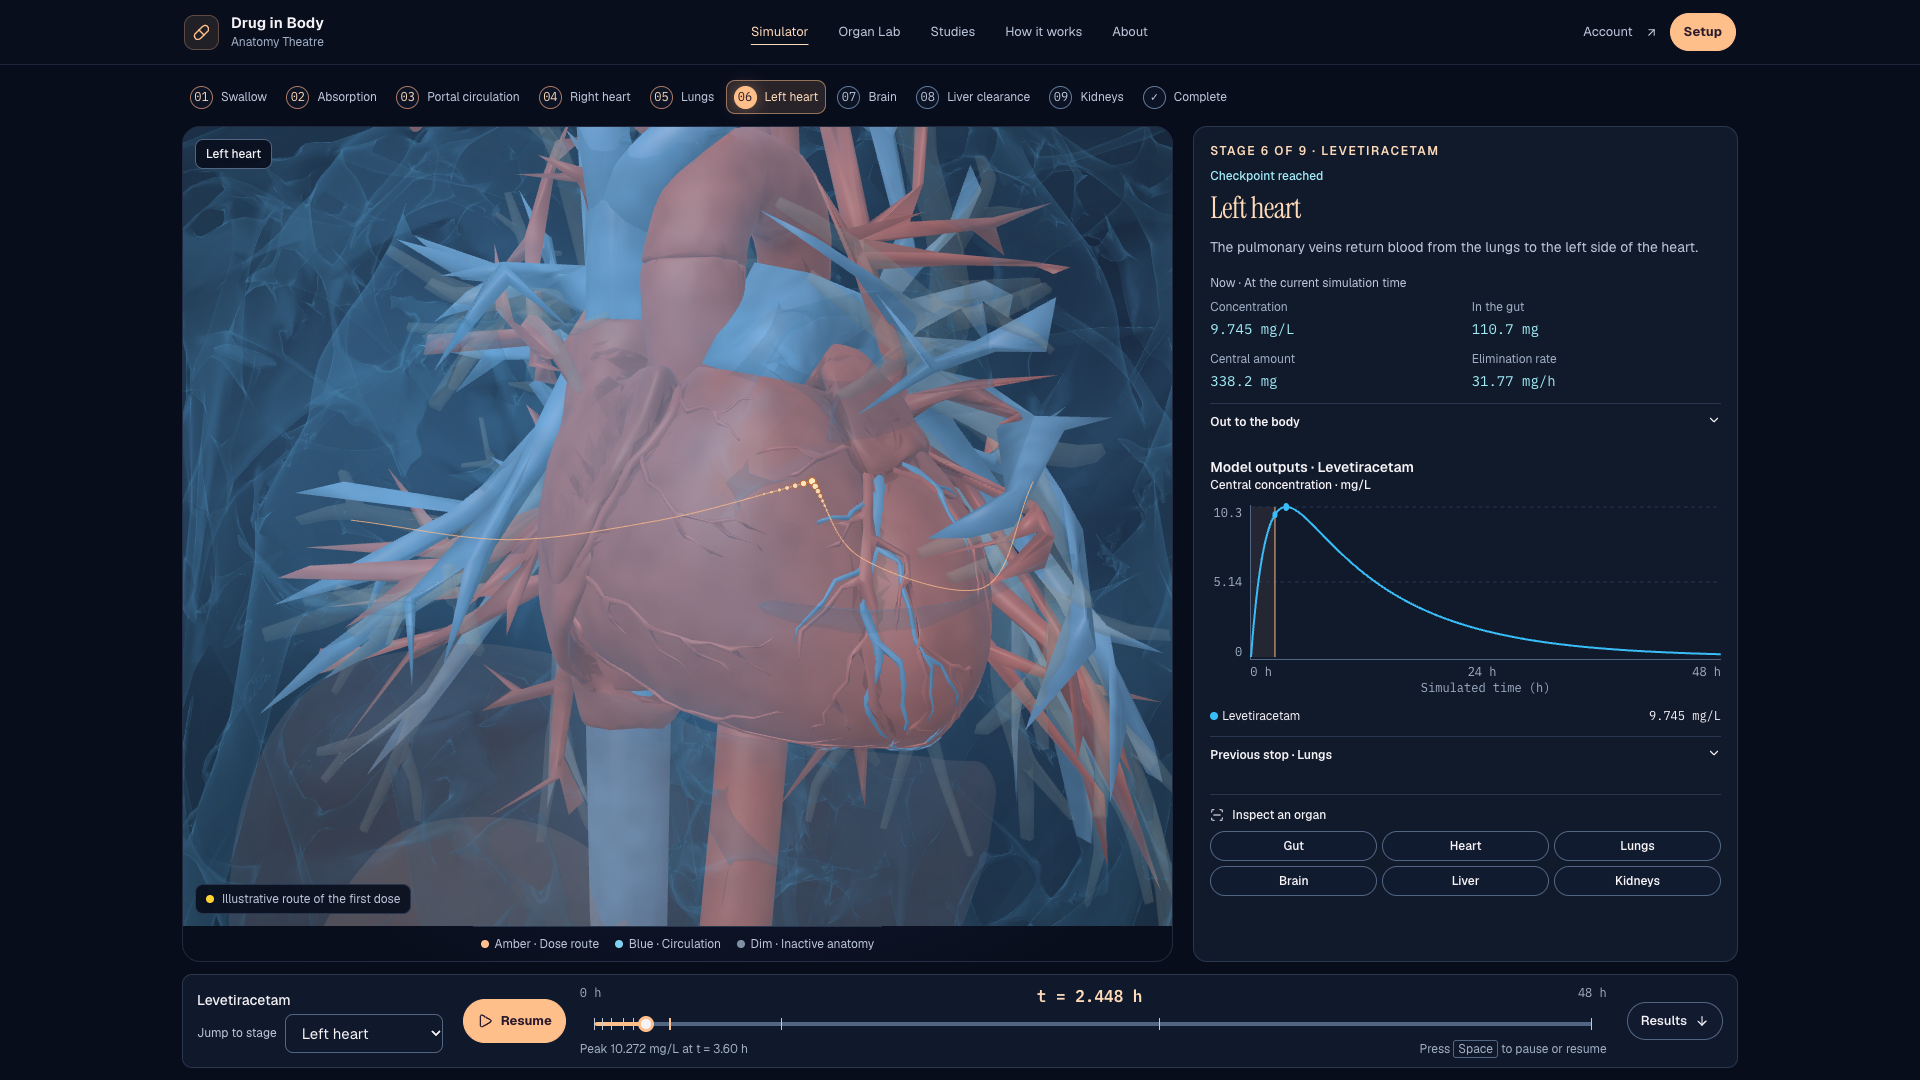 Drug in Body
Anatomy Theatre
Simulator
Organ Lab
Studies
How it works
About
Account
Setup
01 Swallow
02 Absorption
03 Portal circulation
04 Right heart
05 Lungs
06 Left heart
07 Brain
08 Liver clearance
09 Kidneys
✓ Complete
Left heart
Illustrative route of the first dose
Amber · Dose route
Blue · Circulation
Dim · Inactive anatomy
STAGE 6 OF 9 · LEVETIRACETAM
Checkpoint reached
Left heart
The pulmonary veins return blood from the lungs to the left side of the heart.
Now · At the current simulation time
Concentration
9.745 mg/L
In the gut
110.7 mg
Central amount
338.2 mg
Elimination rate
31.77 mg/h
Out to the body
Model outputs · Levetiracetam
Central concentration · mg/L
10.3
5.14
0
0 h
24 h
48 h
Simulated time (h)
Levetiracetam
9.745 mg/L
Previous stop · Lungs
Inspect an organ
Gut
Heart
Lungs
Brain
Liver
Kidneys
Levetiracetam
Jump to stage
Left heart
Resume
0 h
t = 2.448 h
48 h
Peak 10.272 mg/L at t = 3.60 h
Press Space to pause or resume
Results